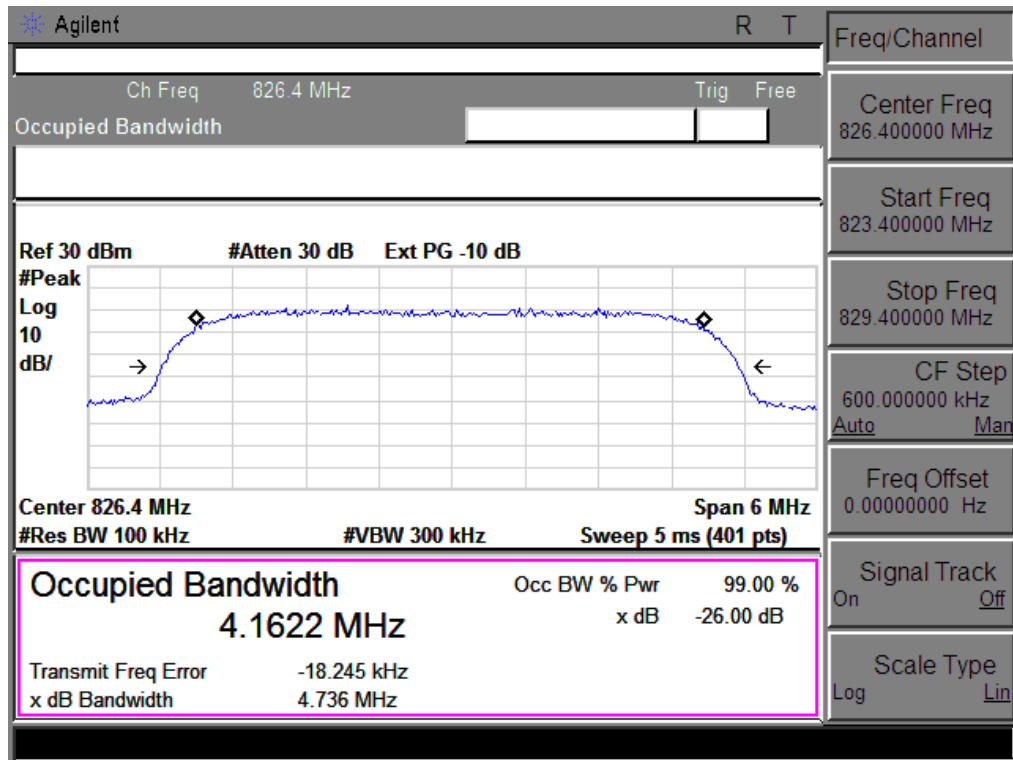 Agilent R T
Ch Freq 826.4 MHz Trig Free
Occupied Bandwidth
Ref 30 dBm #Atten 30 dB Ext PG -10 dB
#Peak
Log
10
dB/
Center 826.4 MHz Span 6 MHz
#Res BW 100 kHz #VBW 300 kHz Sweep 5 ms (401 pts)
Occupied Bandwidth Occ BW % Pwr 99.00 %
4.1622 MHz x dB -26.00 dB
Transmit Freq Error -18.245 kHz
x dB Bandwidth 4.736 MHz
Freq/Channel
Center Freq
826.400000 MHz
Start Freq
823.400000 MHz
Stop Freq
829.400000 MHz
CF Step
600.000000 kHz
Auto Man
Freq Offset
0.00000000 Hz
Signal Track
On Off
Scale Type
Log Lin